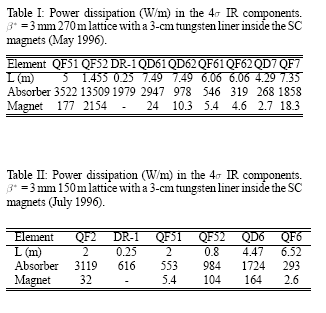 Table I: Power dissipation (W/m) in the 4σ IR components.
β* = 3 mm 270 m lattice with a 3-cm tungsten liner inside the SC
magnets (May 1996).
Element QF51 QF52 DR-1 QD61 QD62 QF61 QF62 QD7 QF7
L (m) 5 1.455 0.25 7.49 7.49 6.06 6.06 4.29 7.35
Absorber 3522 13509 1979 2947 978 546 319 268 1858
Magnet 177 2154 - 24 10.3 5.4 4.6 2.7 18.3
Table II: Power dissipation (W/m) in the 4σ IR components.
β* = 3 mm 150 m lattice with a 3-cm tungsten liner inside the SC
magnets (July 1996).
Element QF2 DR-1 QF51 QF52 QD6 QF6
L (m) 2 0.25 2 0.8 4.47 6.52
Absorber 3119 616 553 984 1724 293
Magnet 32 - 5.4 104 164 2.6